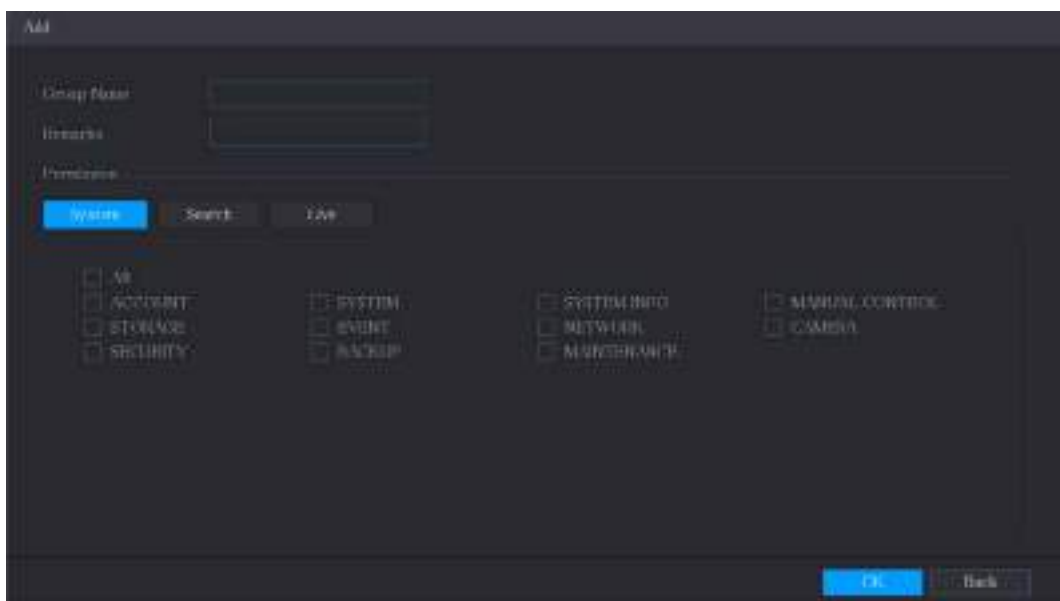 Add
Group Name
Remarks
Permission
System Search Live
All
ACCOUNT SYSTEM SYSTEM INFO MANUAL CONTROL
STORAGE EVENT NETWORK CAMERA
SECURITY BACKUP MAINTENANCE
OK Back